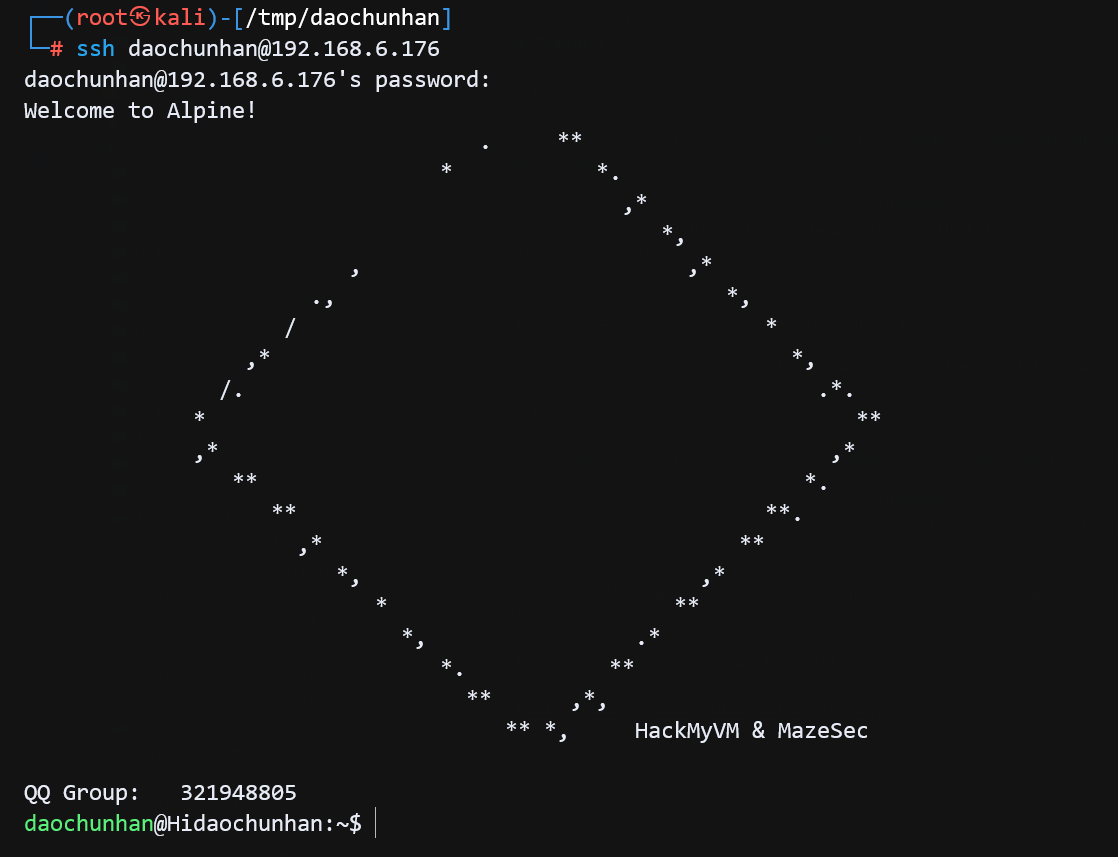 ┌──(root㉿kali)-[/tmp/daochunhan]
└─# ssh daochunhan@192.168.6.176
daochunhan@192.168.6.176's password:
Welcome to Alpine!
                                   .     **
                                *           *.
                                              ,*
                                                 *,
                         ,                         ,*
                      .,                              *,
                    /                                    *
                 ,*                                        *,
               /.                                            .*.
             *                                                  **
             ,*                                               ,*
                **                                          *.
                   **                                    **.
                     ,*                                **
                        *,                          ,*
                           *                      **
                             *,                 .*
                                *.           **
                                  **      ,*,
                                     ** *,     HackMyVM & MazeSec
QQ Group:   321948805
daochunhan@Hidaochunhan:~$